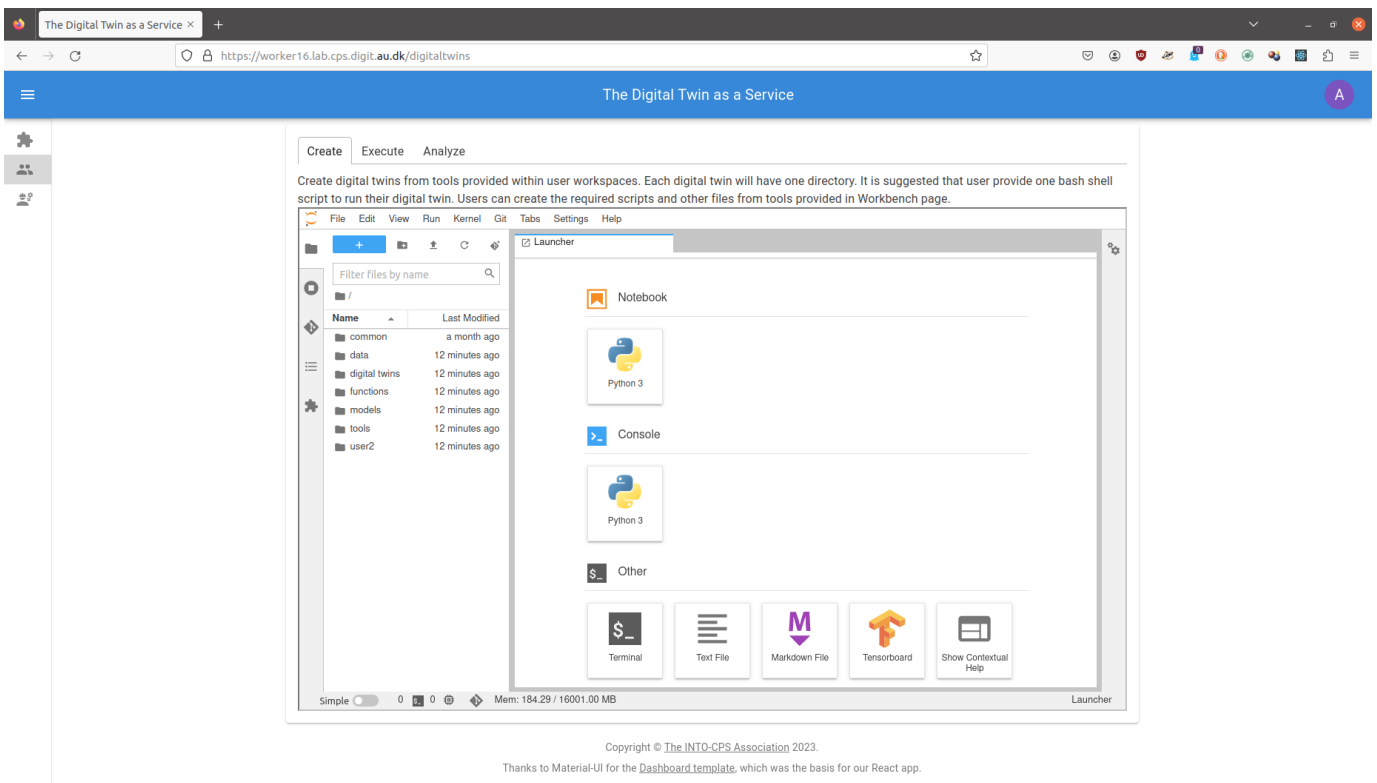 The Digital Twin as a Service
https://worker16.lab.cps.digit.au.dk/digitaltwins
0
The Digital Twin as a Service
A
Create Execute Analyze
Create digital twins from tools provided within user workspaces. Each digital twin will have one directory. It is suggested that user provide one bash shell
script to run their digital twin. Users can create the required scripts and other files from tools provided in Workbench page.
File Edit View Run Kernel Git Tabs Settings Help
Launcher
Filter files by name
/
Name Last Modified
common a month ago
data 12 minutes ago
digital twins 12 minutes ago
functions 12 minutes ago
models 12 minutes ago
tools 12 minutes ago
user2 12 minutes ago
Notebook
Python 3
Console
Python 3
$_ Other
$_
M
Terminal Text File Markdown File Tensorboard Show Contextual
Help
Simple 0 $_ 0 Mem: 184.29 / 16001.00 MB Launcher
Copyright © The INTO-CPS Association 2023.
Thanks to Material-UI for the Dashboard template, which was the basis for our React app.